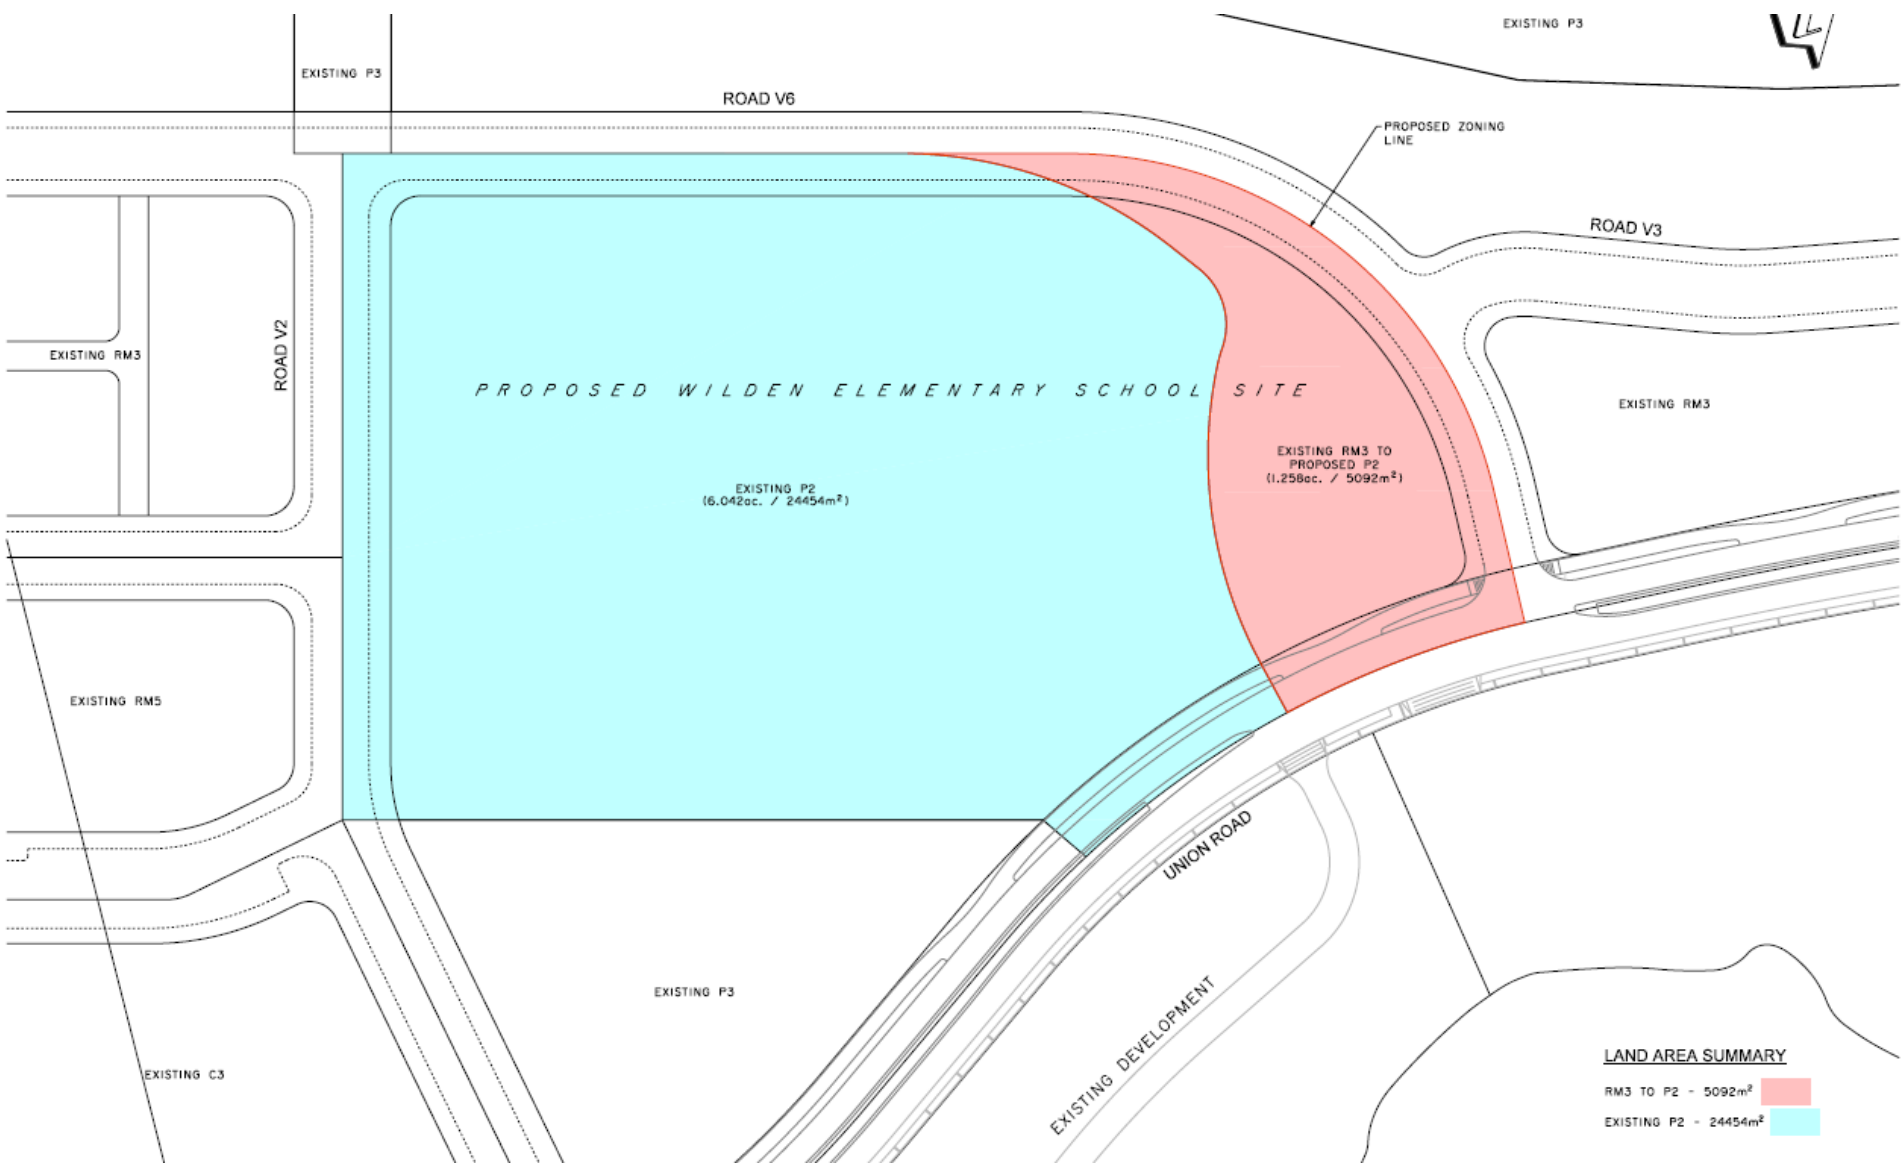 EXISTING P3
EXISTING P3
ROAD V6
PROPOSED ZONING
LINE
ROAD V3
ROAD V2
EXISTING RM3
PROPOSED WILDEN ELEMENTARY SCHOOL SITE
EXISTING RM3
EXISTING RM3 TO
PROPOSED P2
(1.258ac. / 5092m²)
EXISTING P2
(6.042ac. / 24454m²)
EXISTING RM5
UNION ROAD
EXISTING P3
EXISTING DEVELOPMENT
EXISTING C3
LAND AREA SUMMARY
RM3 TO P2 - 5092m²
EXISTING P2 - 24454m²